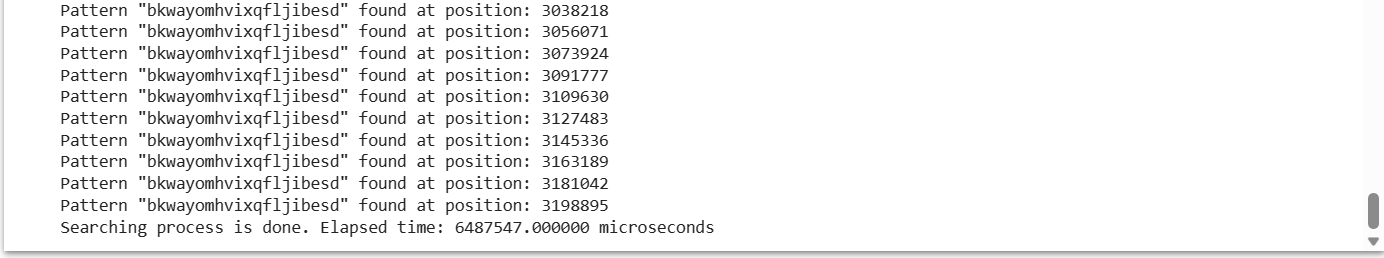 Pattern "bkwayomhvixqfljibesd" found at position: 3038218
Pattern "bkwayomhvixqfljibesd" found at position: 3056071
Pattern "bkwayomhvixqfljibesd" found at position: 3073924
Pattern "bkwayomhvixqfljibesd" found at position: 3091777
Pattern "bkwayomhvixqfljibesd" found at position: 3109630
Pattern "bkwayomhvixqfljibesd" found at position: 3127483
Pattern "bkwayomhvixqfljibesd" found at position: 3145336
Pattern "bkwayomhvixqfljibesd" found at position: 3163189
Pattern "bkwayomhvixqfljibesd" found at position: 3181042
Pattern "bkwayomhvixqfljibesd" found at position: 3198895
Searching process is done. Elapsed time: 6487547.000000 microseconds